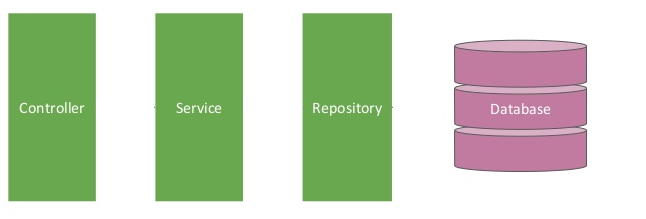 Controller
Service
Repository
Database